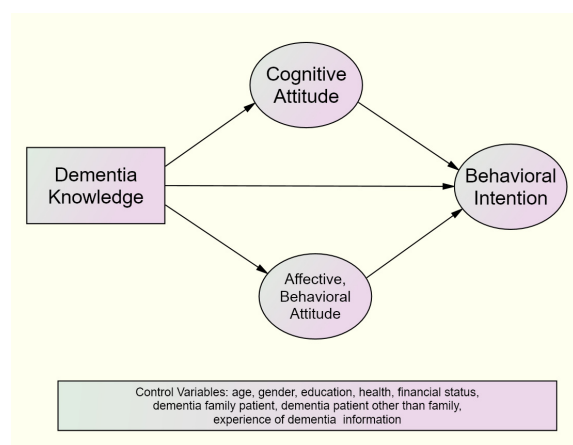 Cognitive
Attitude
Dementia
Knowledge
Behavioral
Intention
Affective,
Behavioral
Attitude
Control Variables: age, gender, education, health, financial status,
dementia family patient, dementia patient other than family,
experience of dementia information